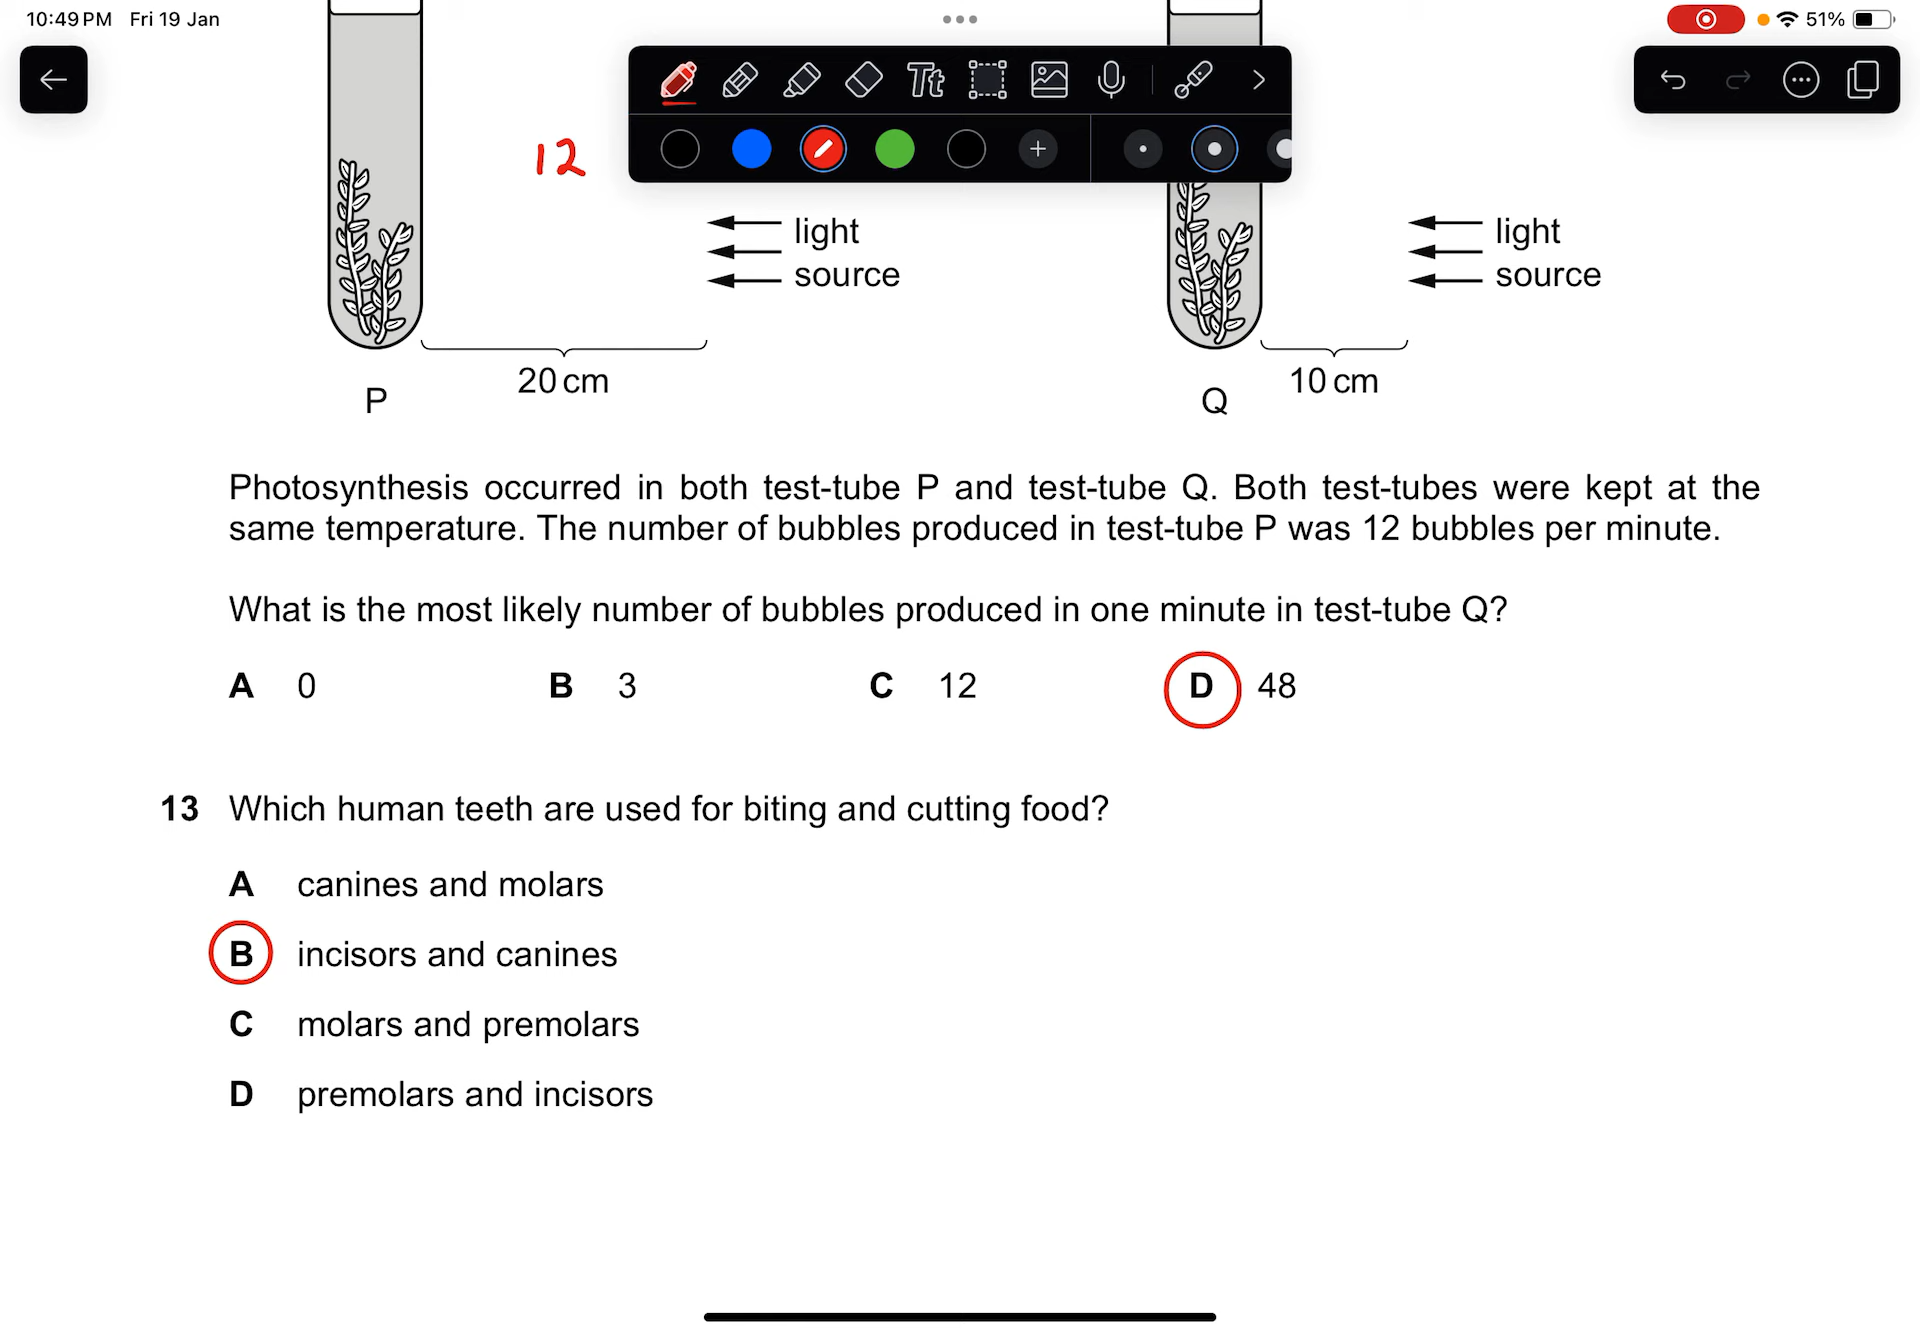 10:49 PM Fri 19 Jan
51%
Tt
12
light
source
light
source
20 cm
10 cm
P
Q
Photosynthesis occurred in both test-tube P and test-tube Q. Both test-tubes were kept at the
same temperature. The number of bubbles produced in test-tube P was 12 bubbles per minute.
What is the most likely number of bubbles produced in one minute in test-tube Q?
A 0 B 3 C 12 D 48
13 Which human teeth are used for biting and cutting food?
A canines and molars
B incisors and canines
C molars and premolars
D premolars and incisors